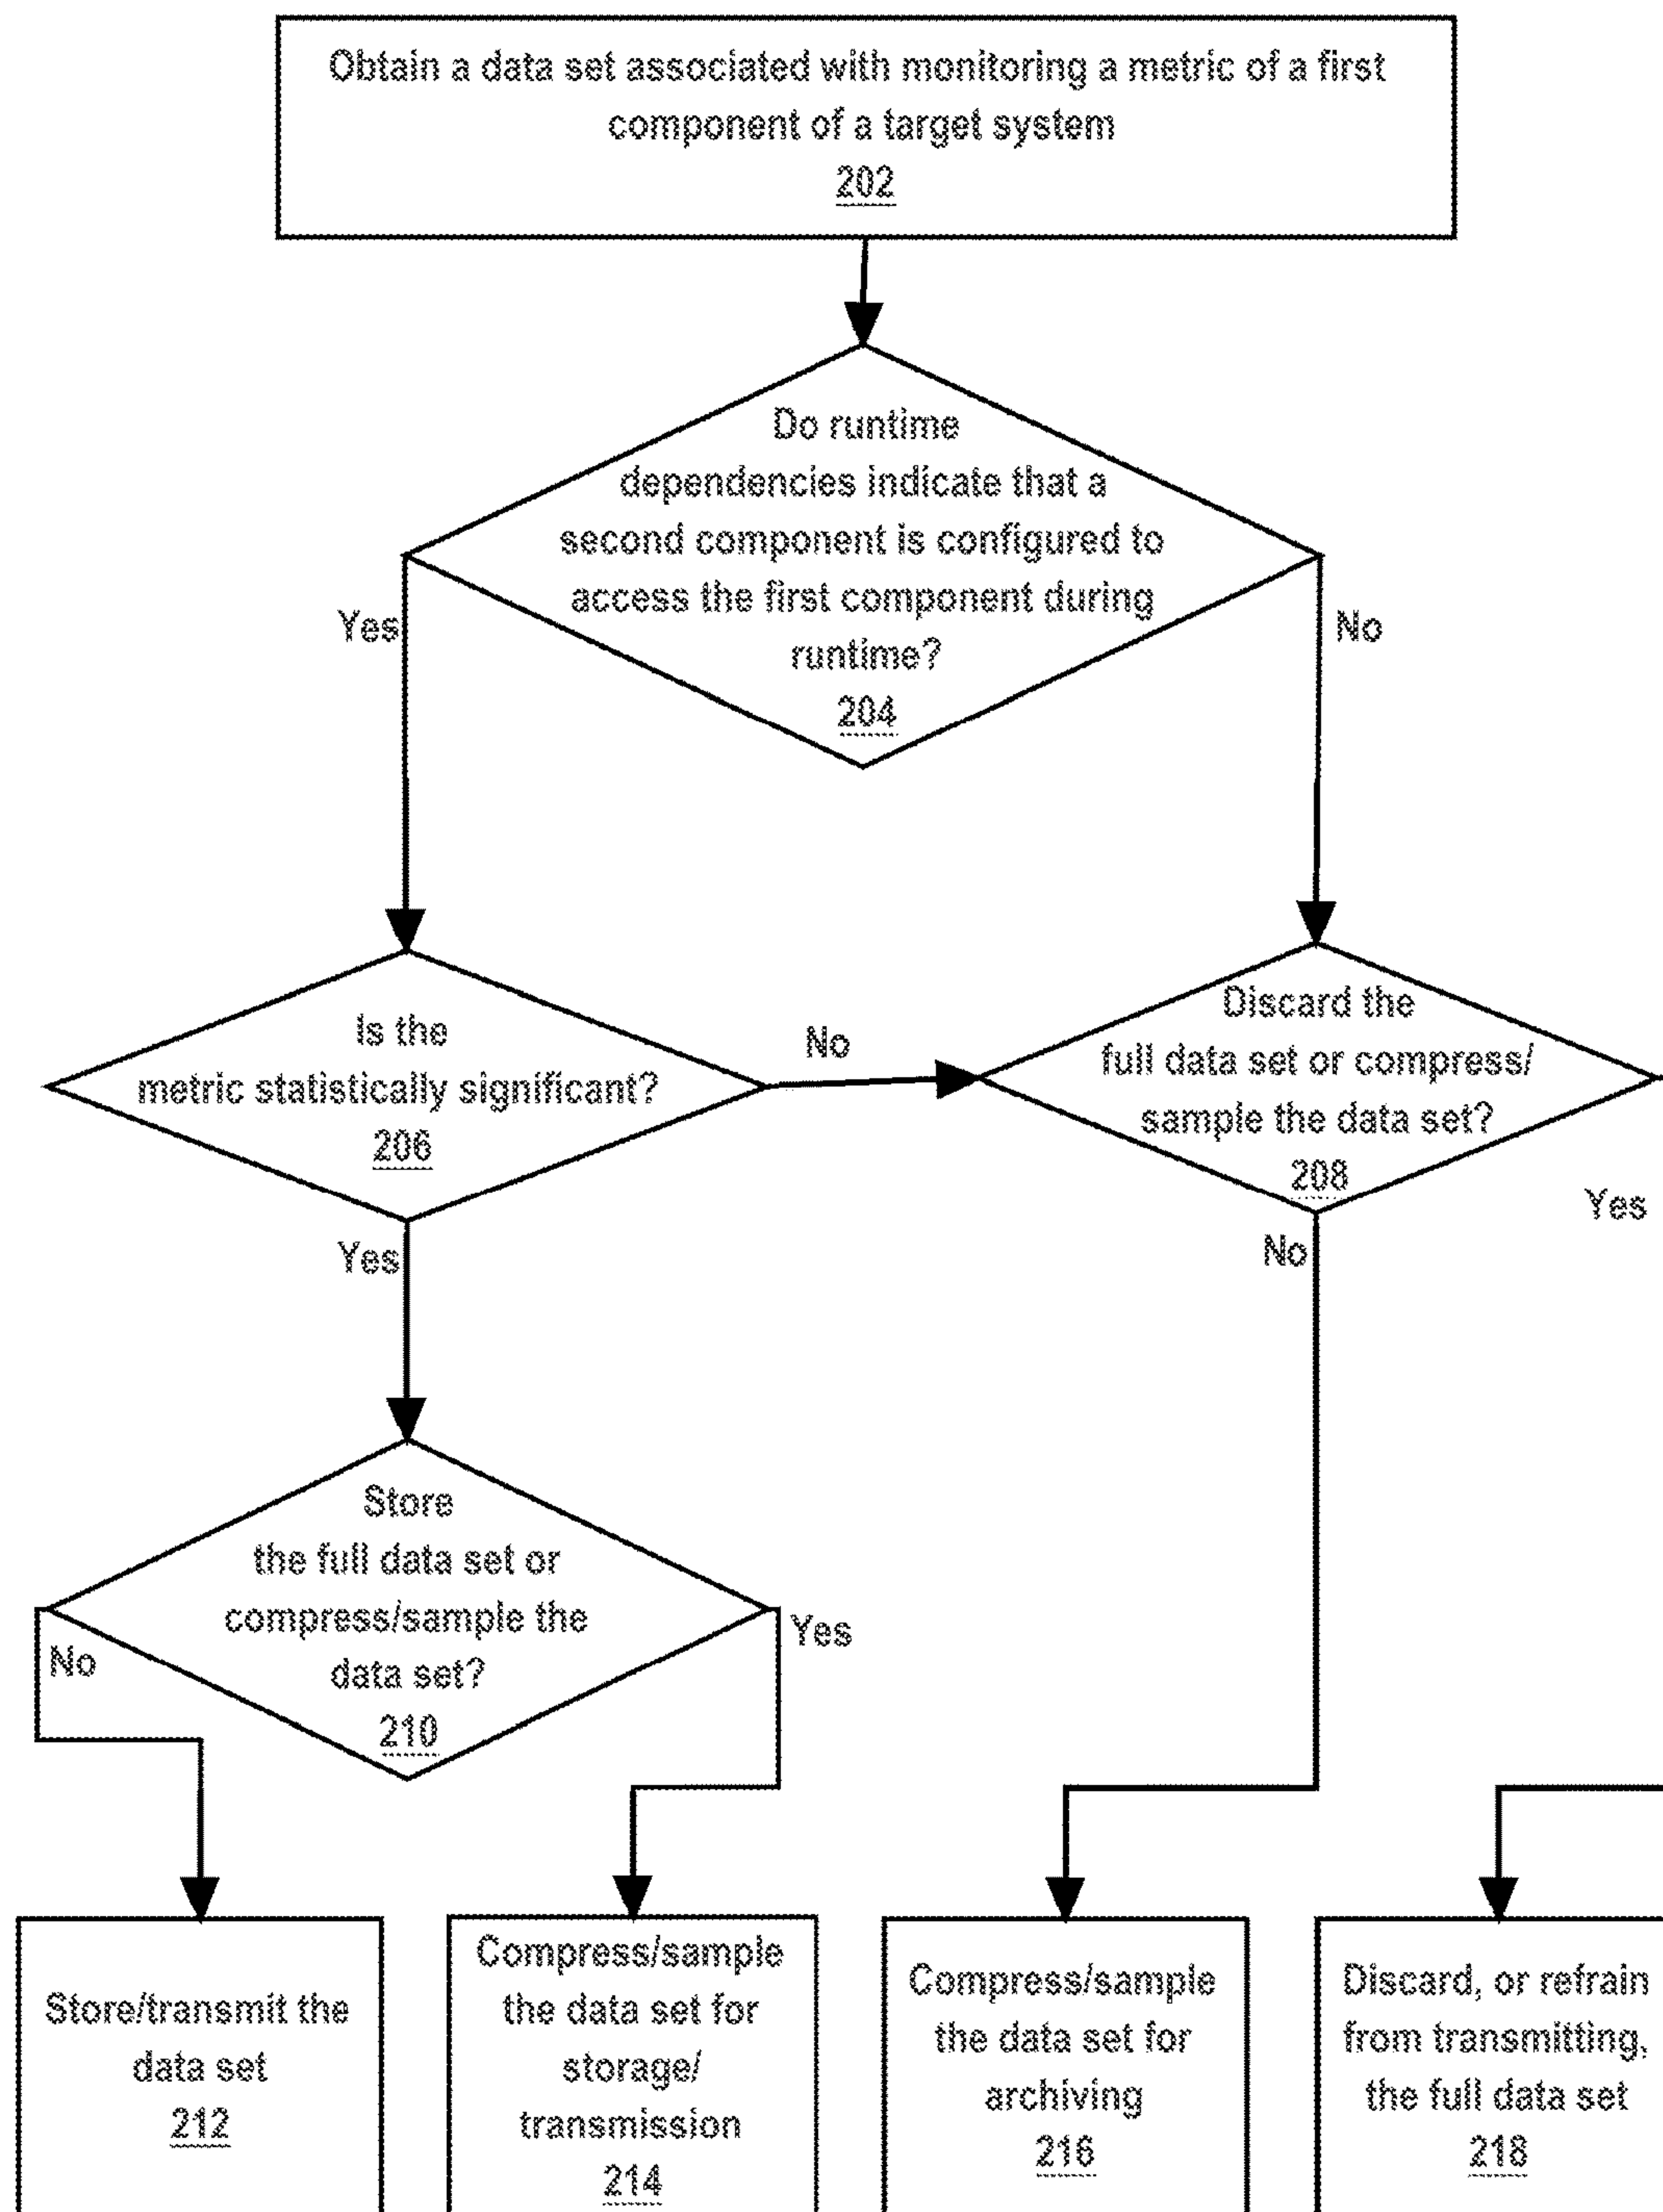 Obtain a data set associated with monitoring a metric of a first
component of a target system
202
Do runtime
dependencies indicate that a
second component is configured to
access the first component during
runtime?
204
Yes
No
Is the
metric statistically significant?
206
No
Discard the
full data set or compress/
sample the data set?
208
Yes
Yes
No
Store
the full data set or
compress/sample the
data set?
210
No
Yes
Store/transmit the
data set
212
Compress/sample
the data set for
storage/
transmission
214
Compress/sample
the data set for
archiving
216
Discard, or refrain
from transmitting,
the full data set
218